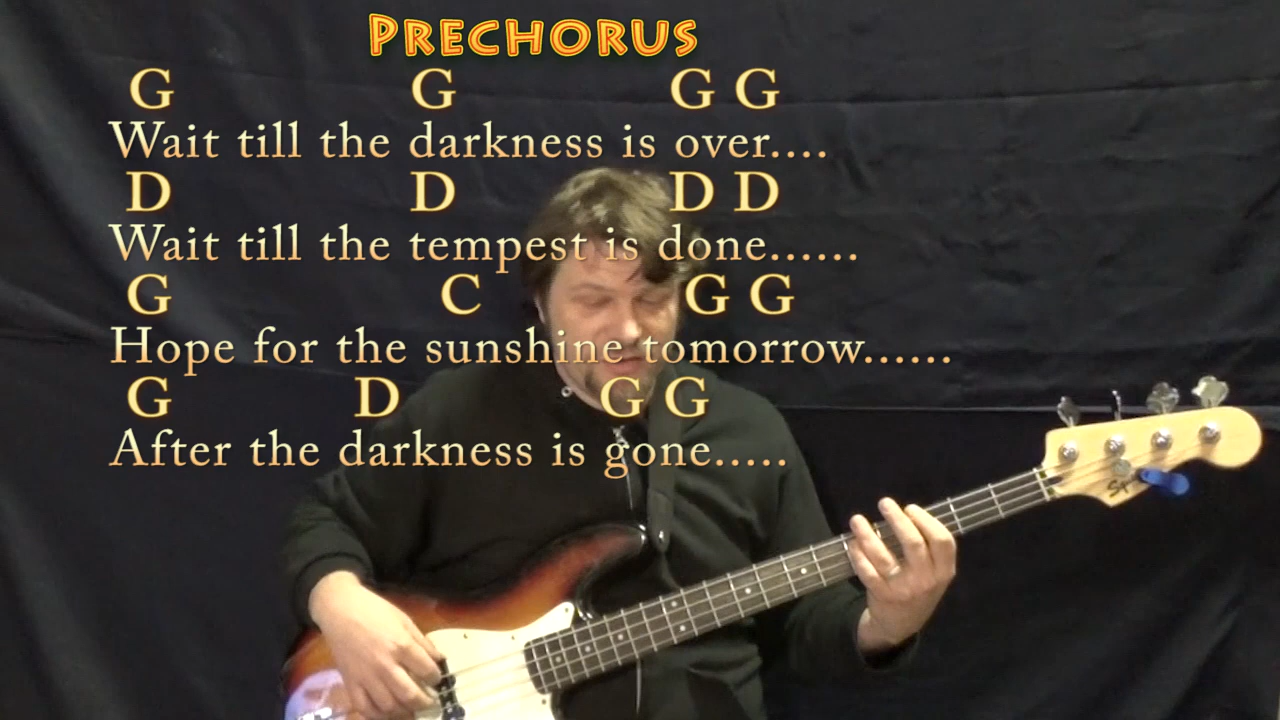 PRECHORUS
G G G G
Wait till the darkness is over....
D D D D
Wait till the tempest is done......
G C G G
Hope for the sunshine tomorrow......
G D G G
After the darkness is gone.....